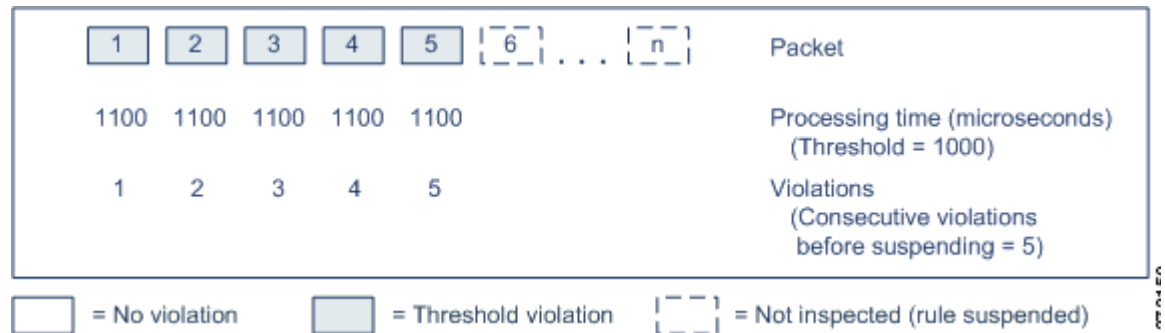 1 2 3 4 5 6 . . . n Packet
1100 1100 1100 1100 1100 Processing time (microseconds)
(Threshold = 1000)
1 2 3 4 5 Violations
(Consecutive violations
before suspending = 5)
= No violation = Threshold violation = Not inspected (rule suspended)